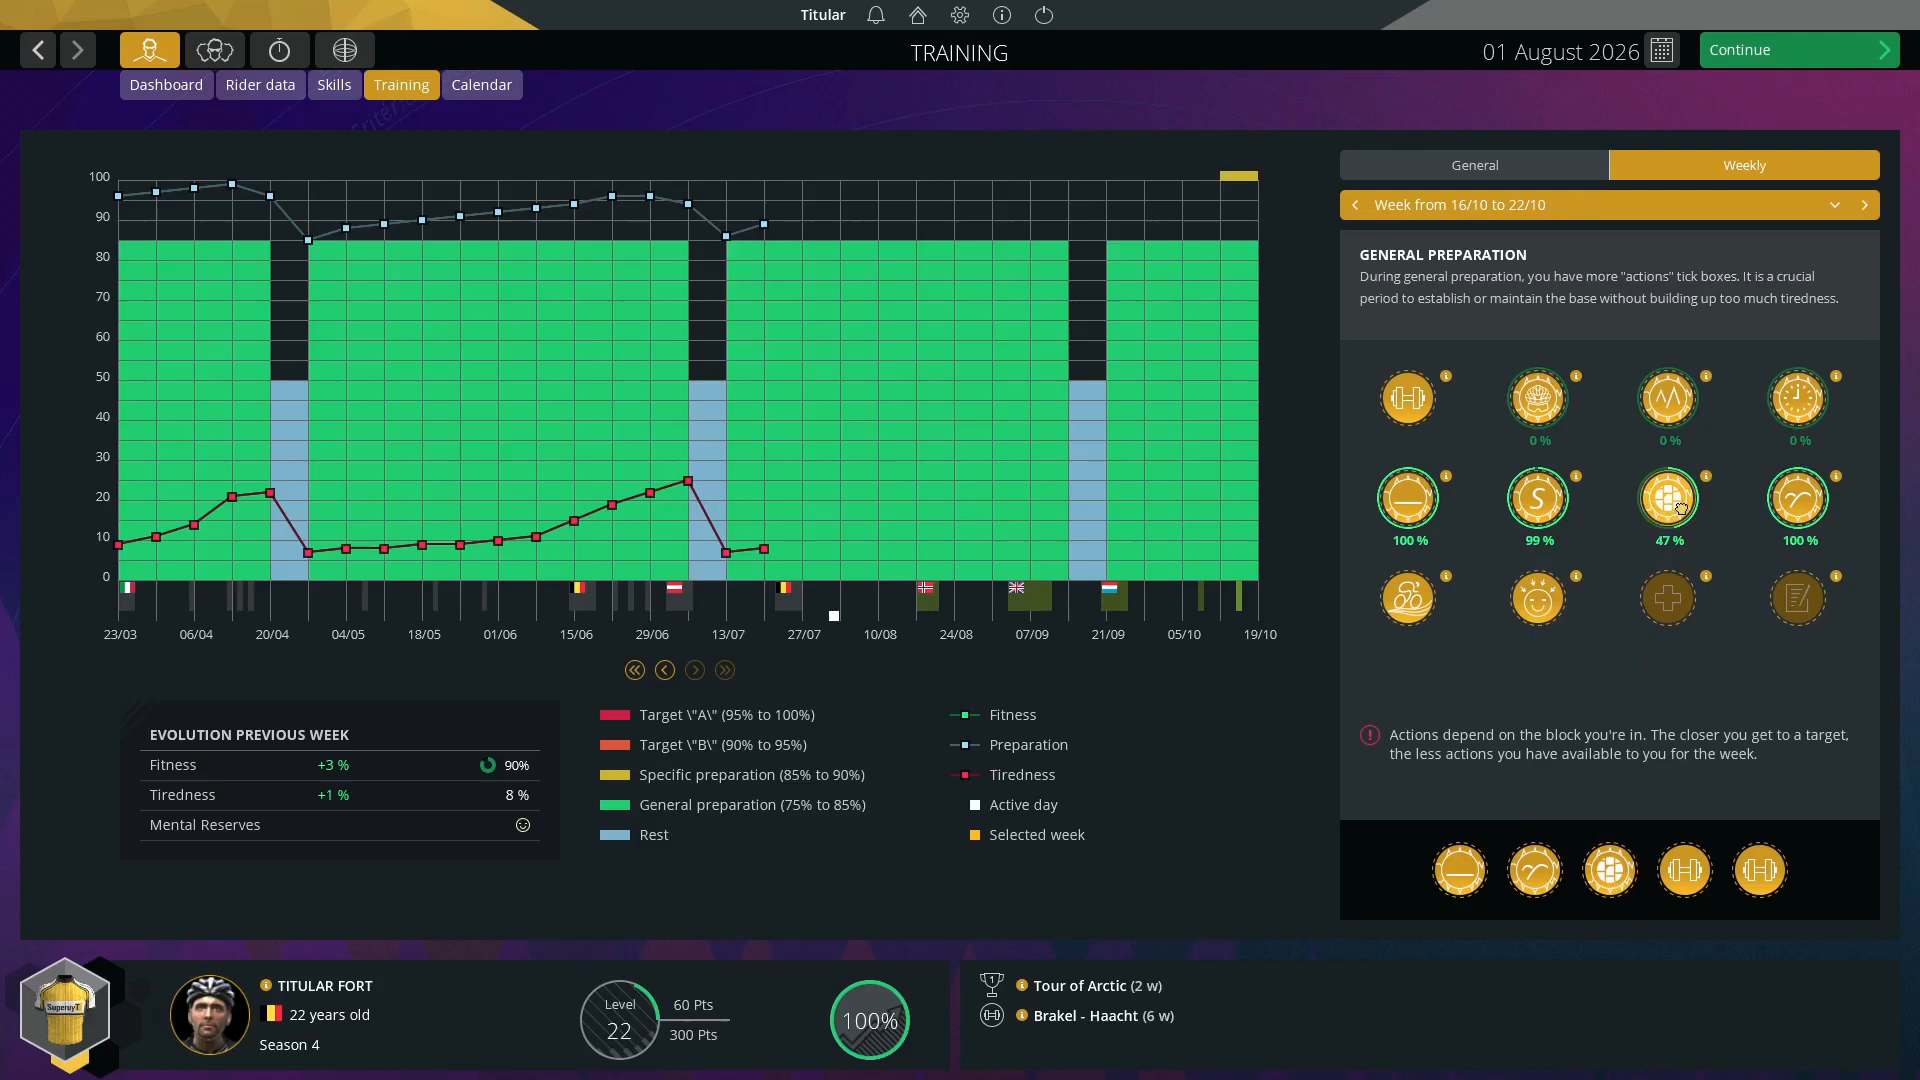 Titular
TRAINING
01 August 2026
Continue
Dashboard
Rider data
Skills
Training
Calendar
General
Weekly
Week from 16/10 to 22/10
GENERAL PREPARATION
During general preparation, you have more "actions" tick boxes. It is a crucial
period to establish or maintain the base without building up too much tiredness.
100
90
80
70
60
50
40
30
20
10
0
23/03
06/04
20/04
04/05
18/05
01/06
15/06
29/06
13/07
27/07
10/08
24/08
07/09
21/09
05/10
19/10
0 %
0 %
0 %
S
100 %
99 %
47 %
100 %
Actions depend on the block you're in. The closer you get to a target,
the less actions you have available to you for the week.
EVOLUTION PREVIOUS WEEK
Fitness +3 % 90%
Tiredness +1 % 8 %
Mental Reserves
Target \"A\" (95% to 100%)
Target \"B\" (90% to 95%)
Specific preparation (85% to 90%)
General preparation (75% to 85%)
Rest
Fitness
Preparation
Tiredness
Active day
Selected week
TITULAR FORT
22 years old
Season 4
Level
22
60 Pts
300 Pts
100%
Tour of Arctic (2 w)
Brakel - Haacht (6 w)